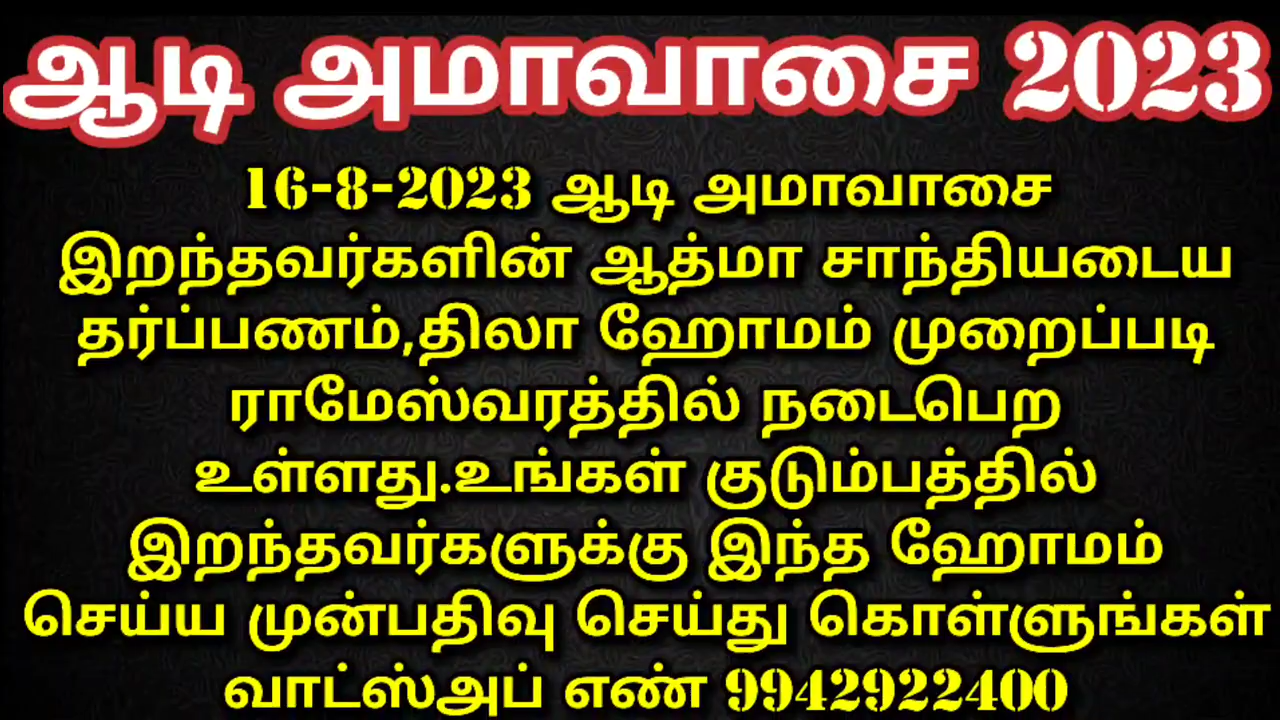 ஆடி அமாவாசை 2023
16-8-2023 ஆடி அமாவாசை
இறந்தவர்களின் ஆத்மா சாந்தியடைய
தர்ப்பணம்,திலா ஹோமம் முறைப்படி
ராமேஸ்வரத்தில் நடைபெற
உள்ளது.உங்கள் குடும்பத்தில்
இறந்தவர்களுக்கு இந்த ஹோமம்
செய்ய முன்பதிவு செய்து கொள்ளுங்கள்
வாட்ஸ்அப் எண் 9942922400